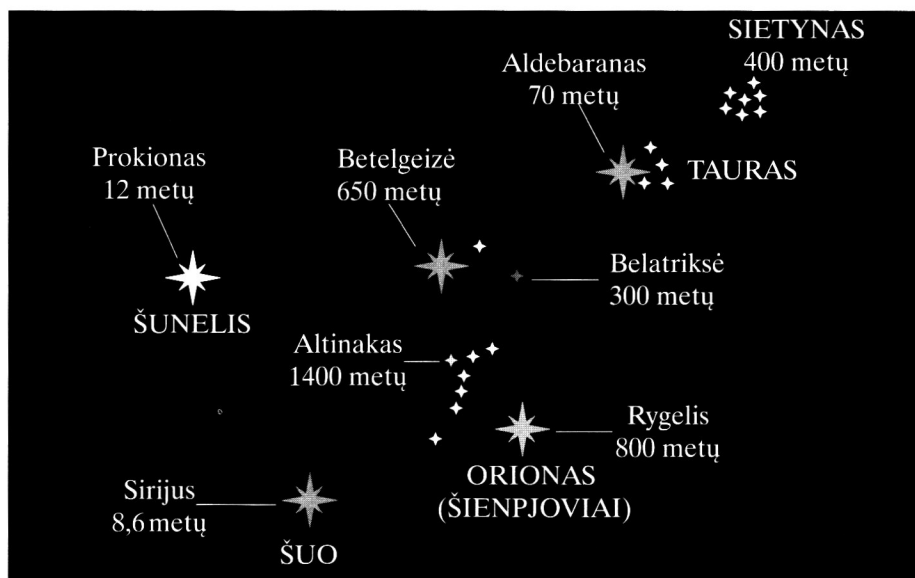 SIETYNAS
400 metų
Aldebaranas
70 metų
Prokionas
12 metų
Betelgeizė
650 metų
TAURAS
Belatriksė
300 metų
ŠUNELIS
Altinakas
1400 metų
Rygelis
800 metų
ORIONAS
(ŠIENPJOVIAI)
Sirijus
8,6 metų
ŠUO